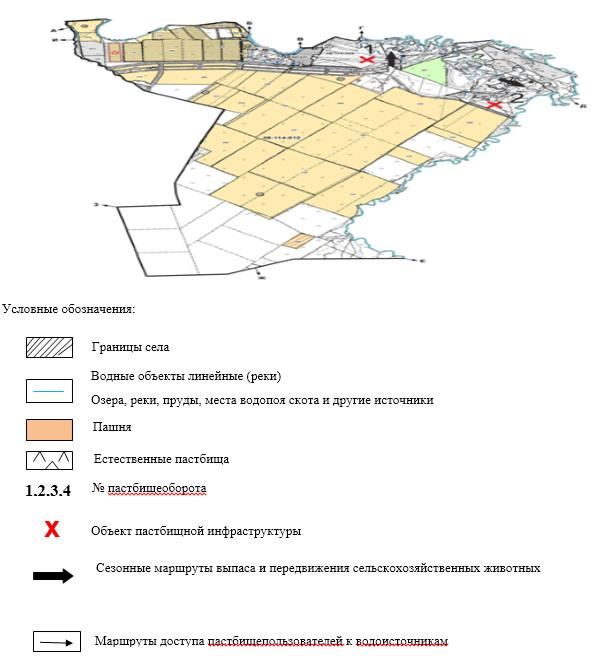 А
И
Б
В
Г
1
2
Д
З
Ж
Е
Условные обозначения:
Границы села
Водные объекты линейные (реки)
Озера, реки, пруды, места водопоя скота и другие источники
Пашня
Естественные пастбища
1.2.3.4 № пастбищеоборота
X Объект пастбищной инфраструктуры
Сезонные маршруты выпаса и передвижения сельскохозяйственных животных
Маршруты доступа пастбищепользователей к водоисточникам